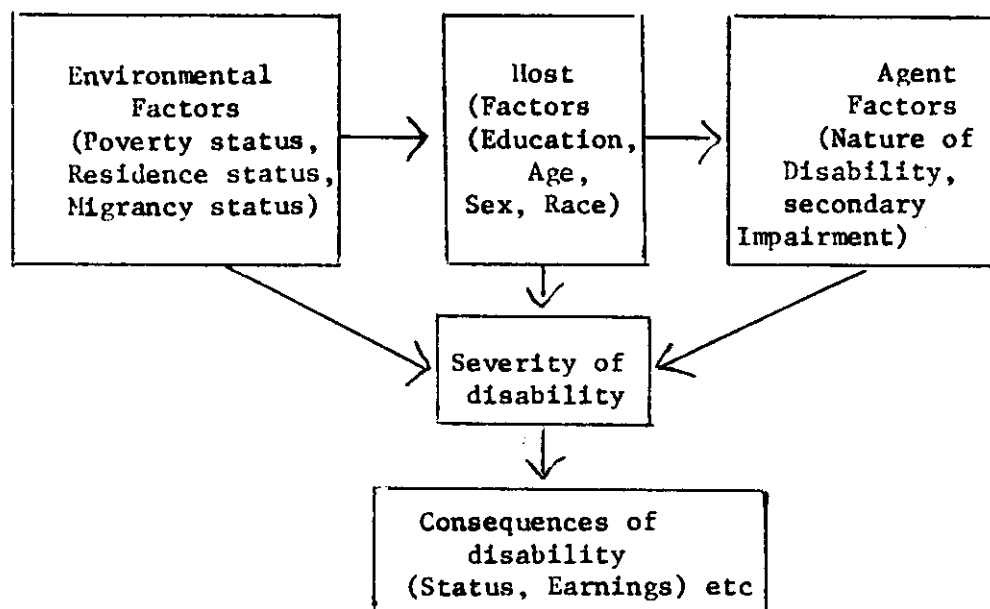 Environmental
Factors
(Poverty status,
Residence status,
Migrancy status)
Host
(Factors
(Education,
Age,
Sex, Race)
Agent
Factors
(Nature of
Disability,
secondary
Impairment)
Severity of
disability
Consequences of
disability
(Status, Earnings) etc